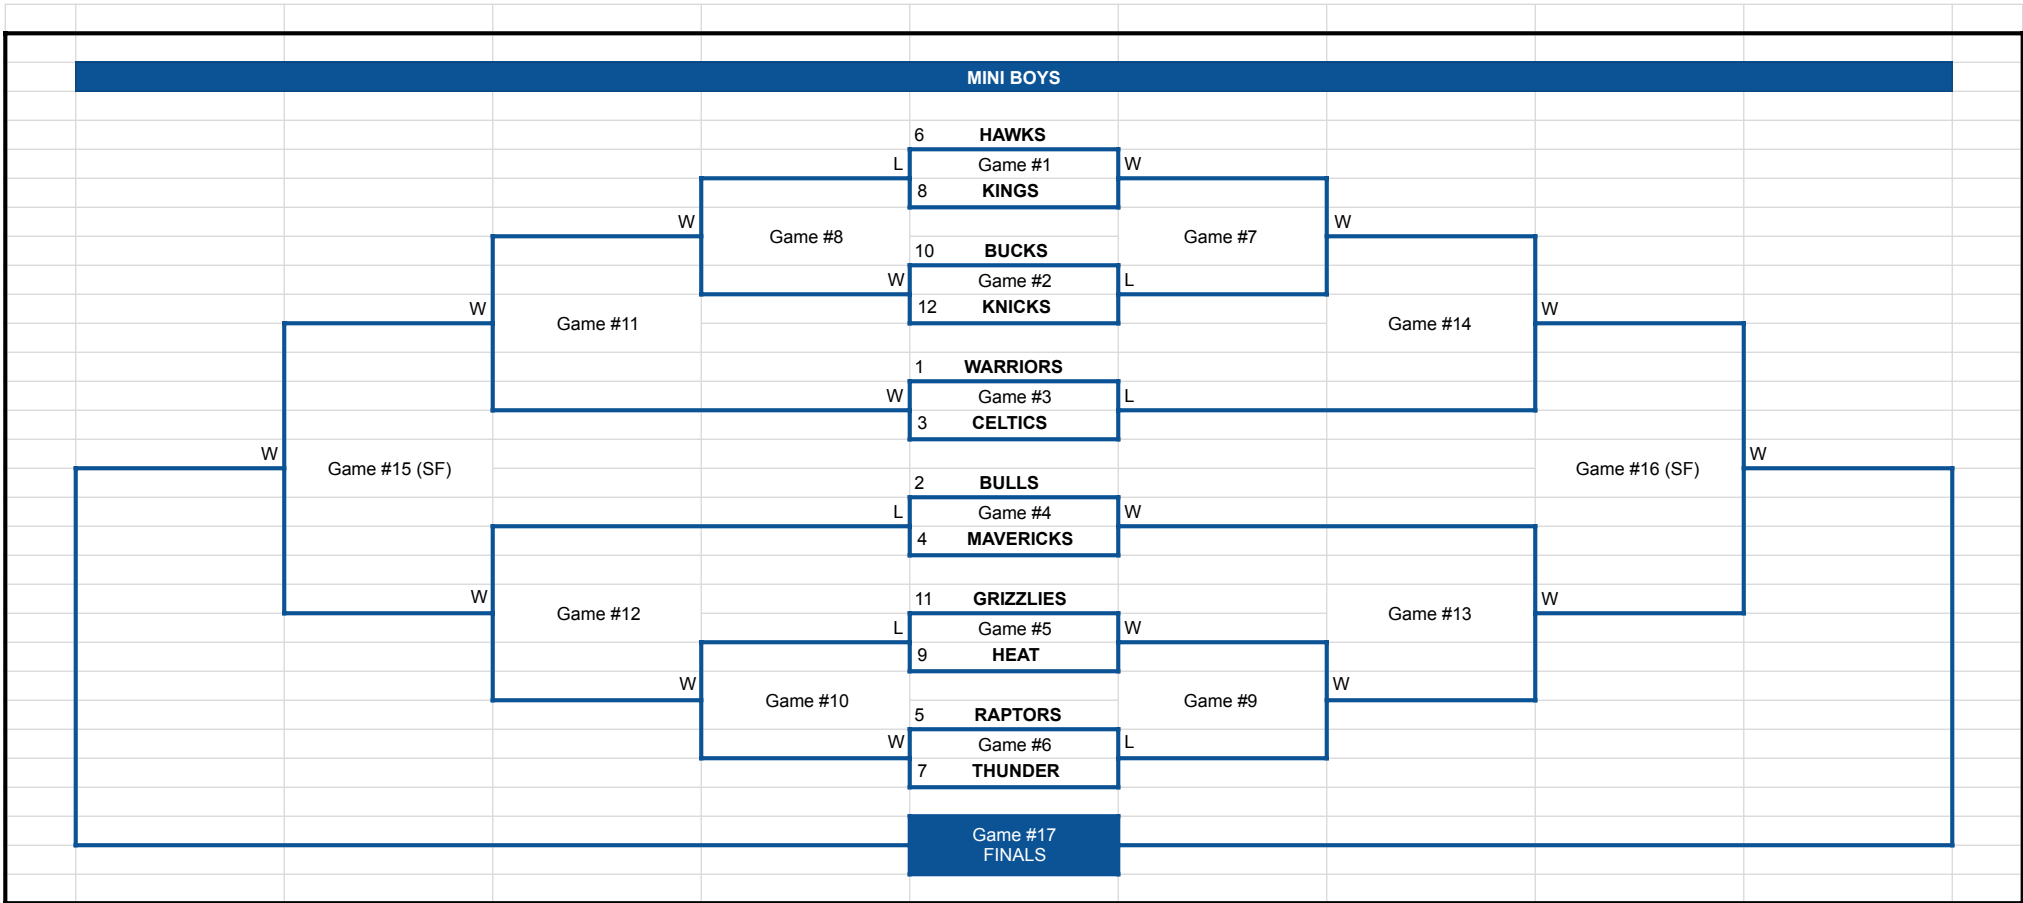 MINI BOYS
6 HAWKS
L Game #1 W
8 KINGS
W Game #8 Game #7 W
10 BUCKS
W Game #2 L
W 12 KNICKS W
Game #11 Game #14
1 WARRIORS
W Game #3 L
3 CELTICS
W Game #15 (SF) Game #16 (SF) W
2 BULLS
L Game #4 W
4 MAVERICKS
W 11 GRIZZLIES W
Game #12 Game #13
L Game #5 W
9 HEAT
W Game #10 Game #9 W
5 RAPTORS
W Game #6 L
7 THUNDER
Game #17
FINALS